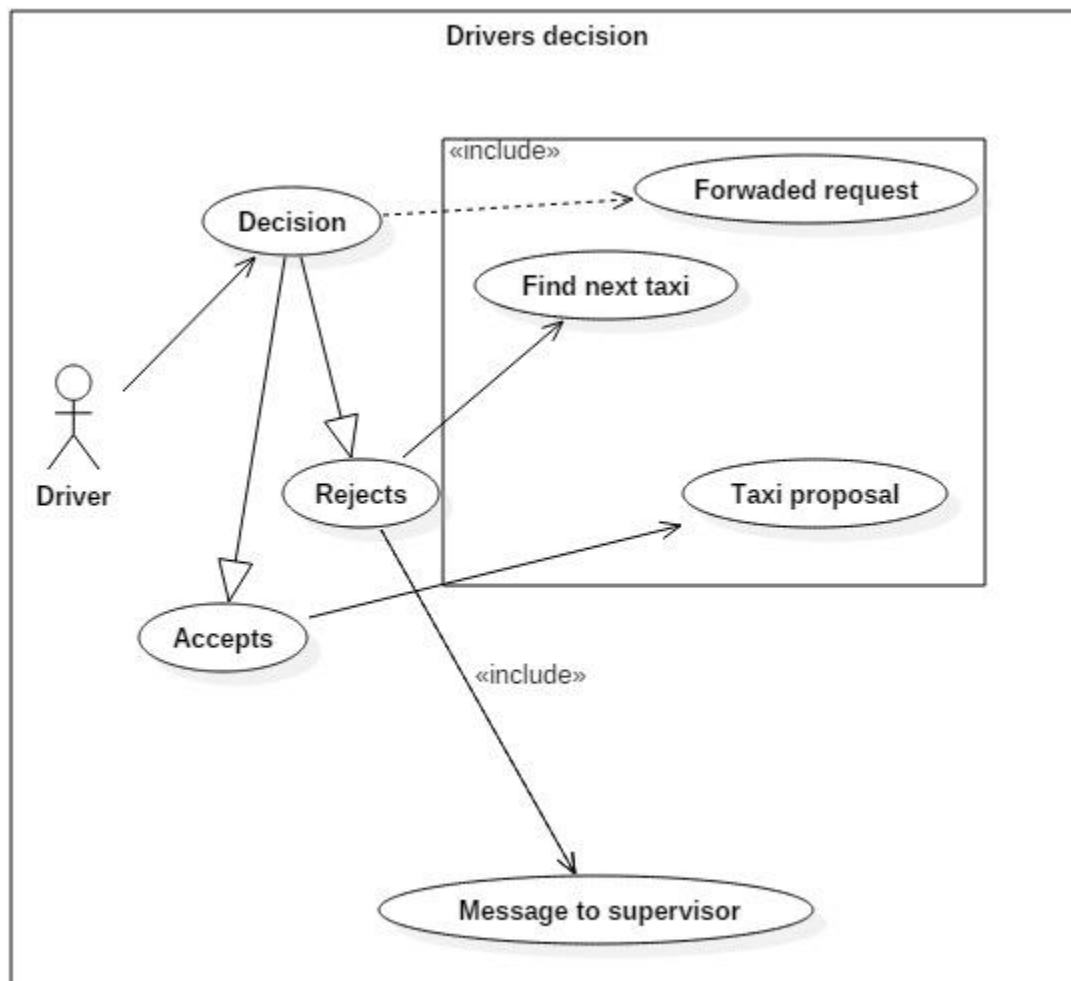 Drivers decision
«include»
Forwaded request
Decision
Find next taxi
Driver
Rejects
Taxi proposal
Accepts
«include»
Message to supervisor